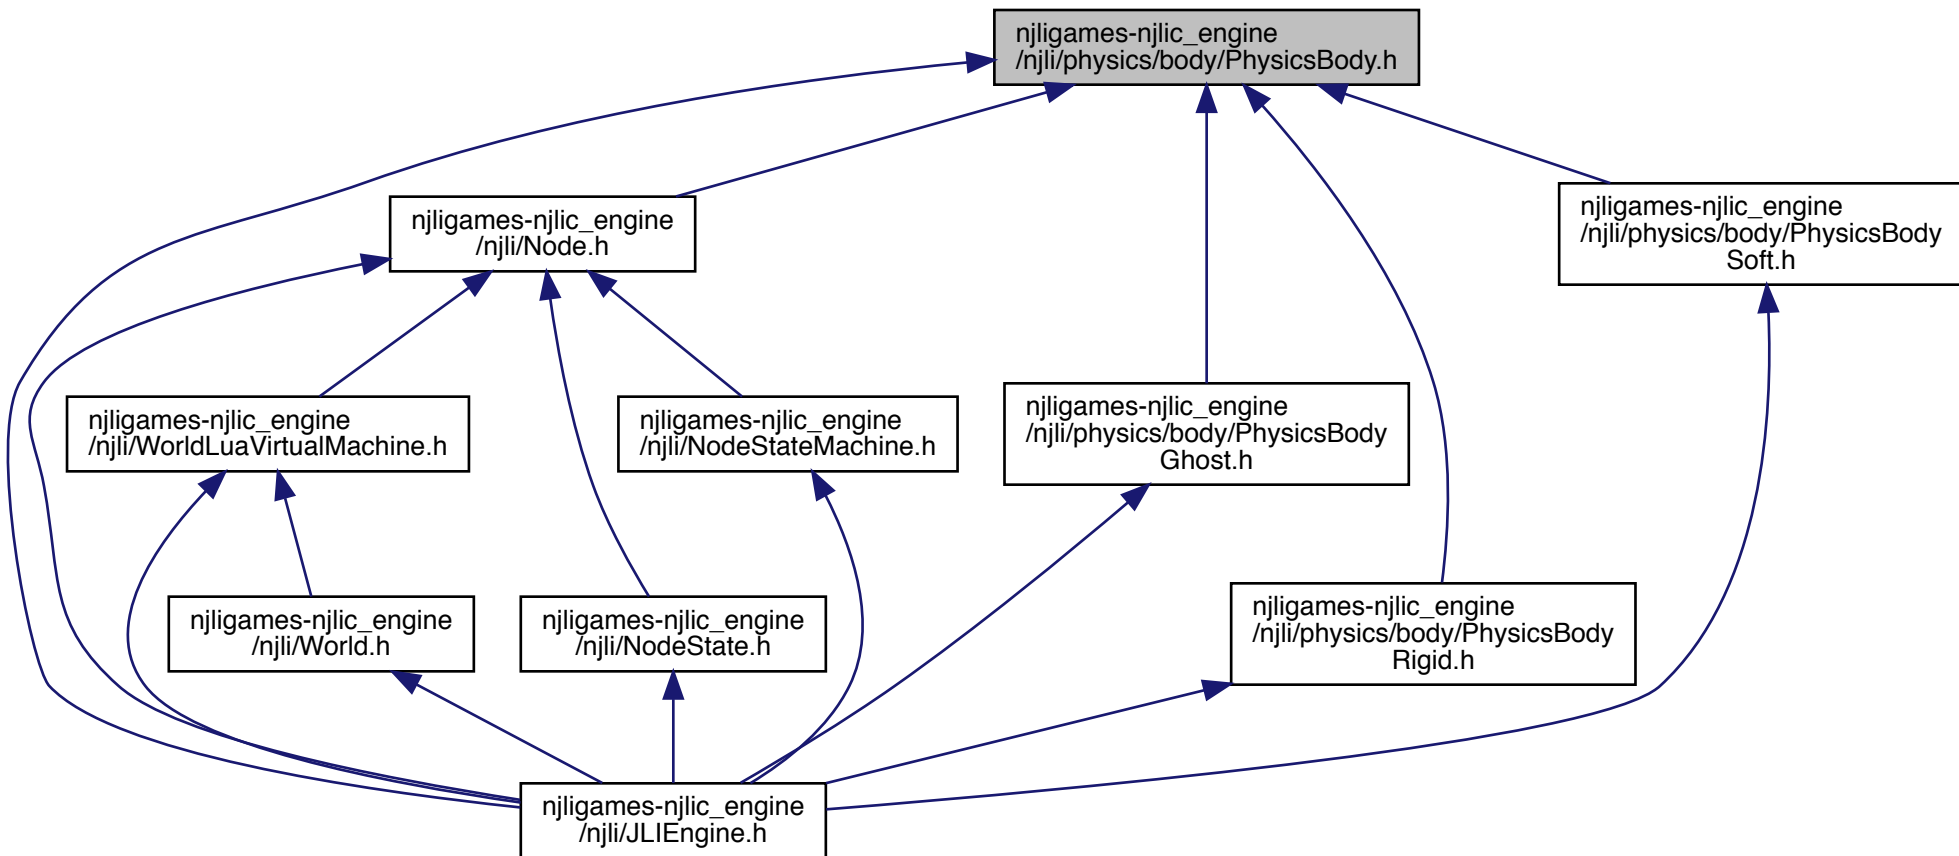 njligames-njlic_engine
/njli/physics/body/PhysicsBody.h
njligames-njlic_engine
/njli/Node.h
njligames-njlic_engine
/njli/physics/body/PhysicsBody
Soft.h
njligames-njlic_engine
/njli/WorldLuaVirtualMachine.h
njligames-njlic_engine
/njli/NodeStateMachine.h
njligames-njlic_engine
/njli/physics/body/PhysicsBody
Ghost.h
njligames-njlic_engine
/njli/World.h
njligames-njlic_engine
/njli/NodeState.h
njligames-njlic_engine
/njli/physics/body/PhysicsBody
Rigid.h
njligames-njlic_engine
/njli/JLIEngine.h